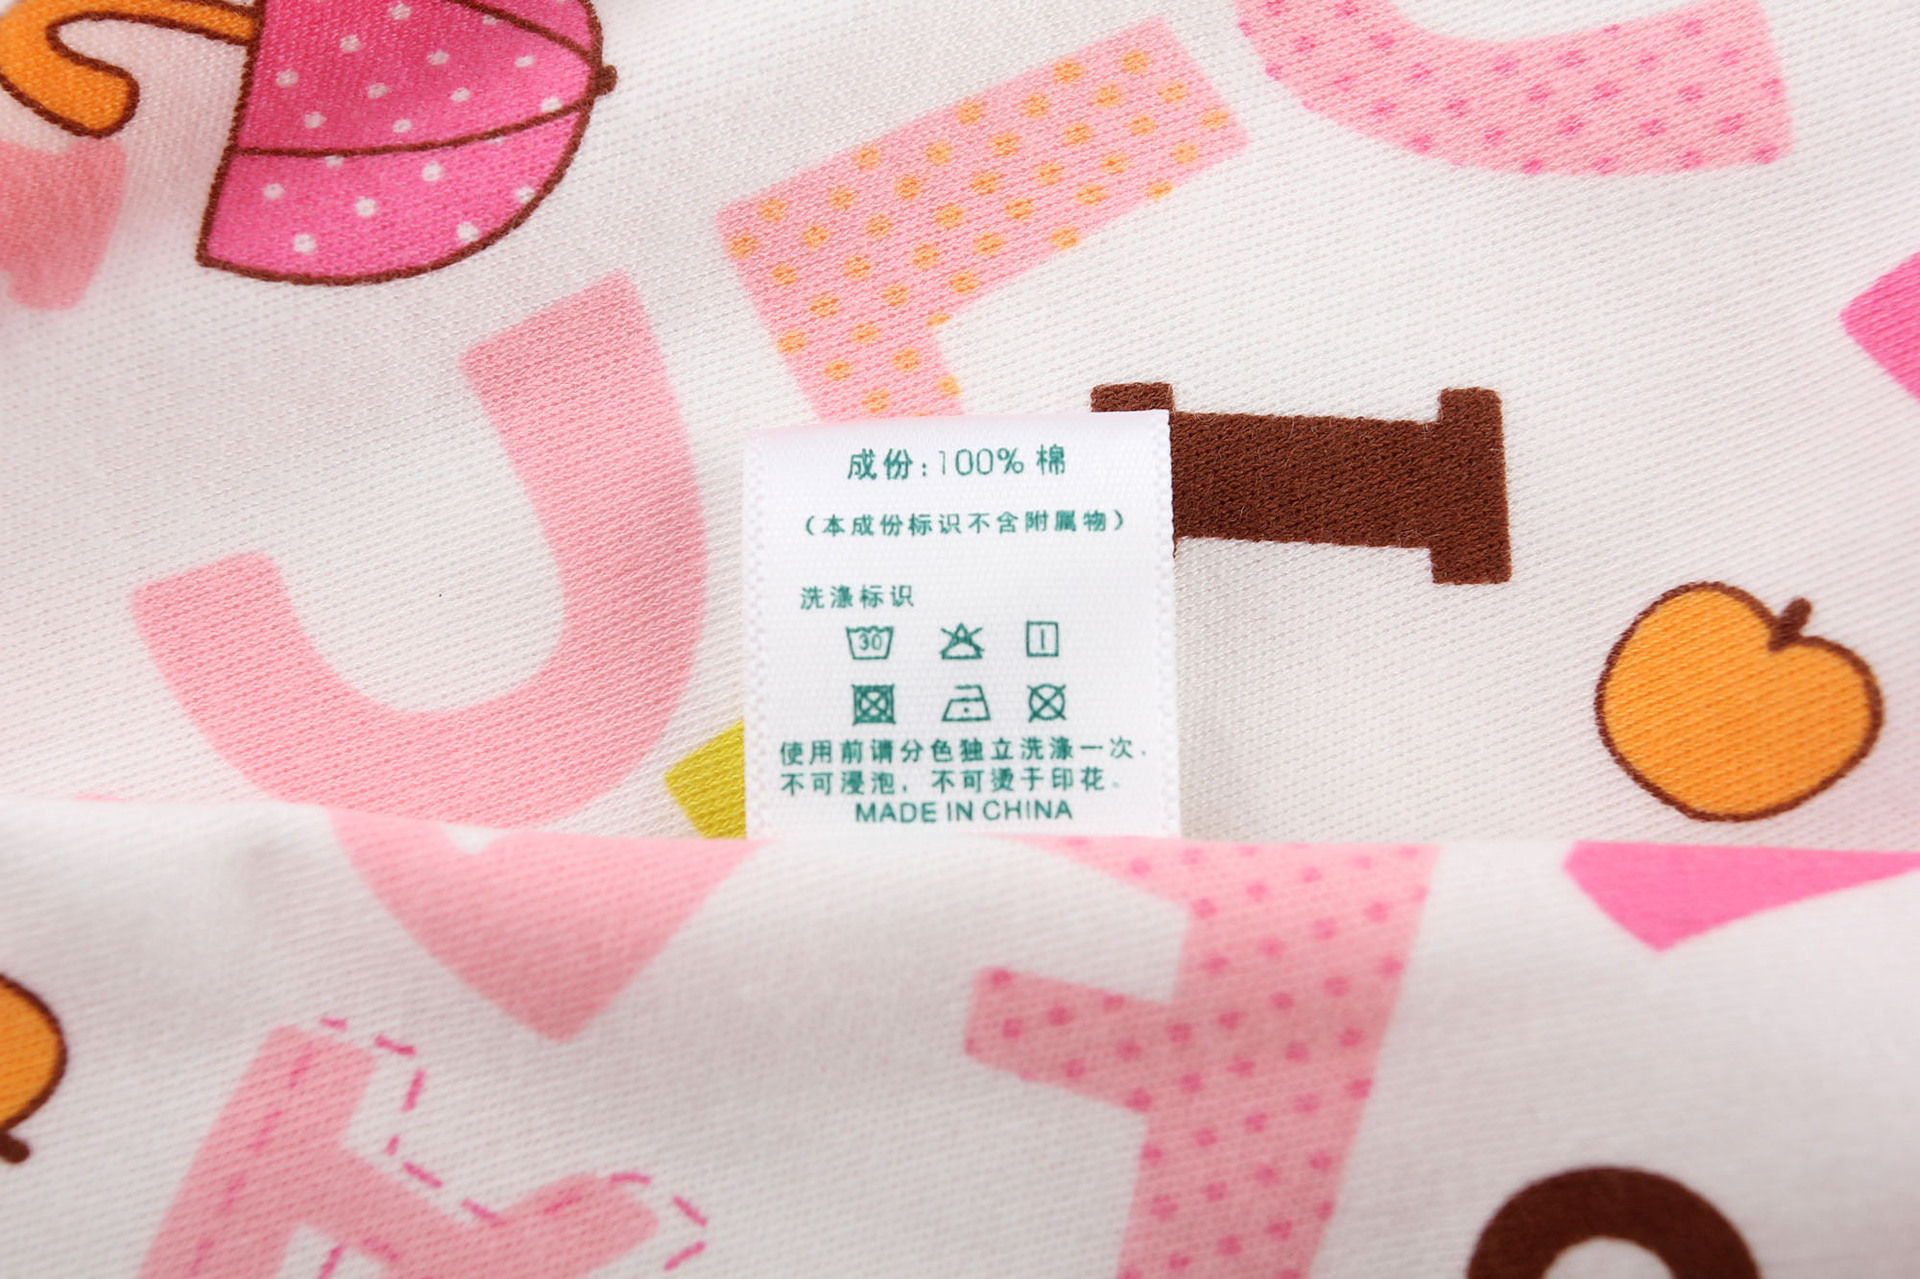 成份:100% 棉
（本成份标识不含附属物）
洗涤标识
30
使用前请分色独立洗涤一次.
不可浸泡, 不可烫于印花.
MADE IN CHINA